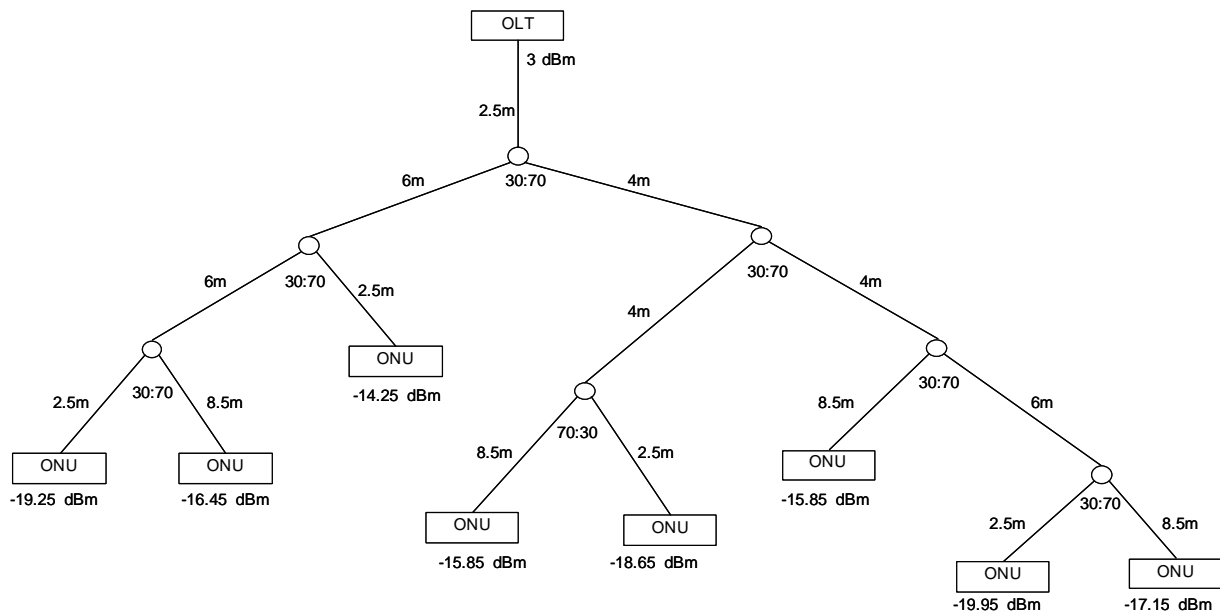 OLT
3 dBm
2.5m
6m
30:70
4m
6m
30:70
2.5m
4m
30:70
4m
2.5m
30:70
8.5m
ONU
-14.25 dBm
8.5m
70:30
2.5m
8.5m
30:70
6m
ONU
-19.25 dBm
ONU
-16.45 dBm
ONU
-15.85 dBm
ONU
-18.65 dBm
ONU
-15.85 dBm
2.5m
30:70
8.5m
ONU
-19.95 dBm
ONU
-17.15 dBm